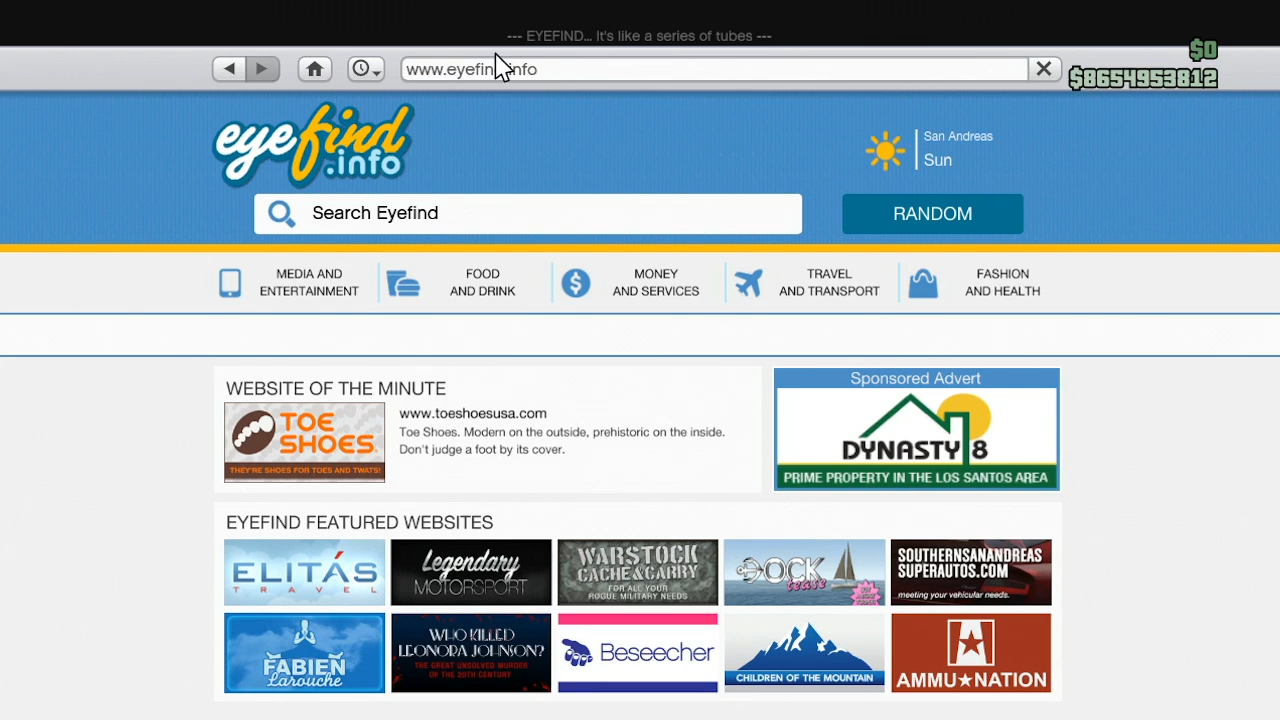 --- EYEFIND... It's like a series of tubes ---
$0
www.eyefind.info
$8654953812
eyefind.info
San Andreas
Sun
Search Eyefind
RANDOM
MEDIA AND ENTERTAINMENT
FOOD AND DRINK
MONEY AND SERVICES
TRAVEL AND TRANSPORT
FASHION AND HEALTH
WEBSITE OF THE MINUTE
TOE SHOES
THEY'RE SHOES FOR TOES AND TWATS!
www.toeshoesusa.com
Toe Shoes. Modern on the outside, prehistoric on the inside.
Don't judge a foot by its cover.
Sponsored Advert
DYNASTY 8
PRIME PROPERTY IN THE LOS SANTOS AREA
EYEFIND FEATURED WEBSITES
ELITÁS
TRAVEL
Legendary
MOTORSPORT
WARSTOCK
CACHE & CARRY
FOR ALL YOUR
ROGUE MILITARY NEEDS
DOCK
tease
SOUTHERNSANANDREAS
SUPERAUTOS.COM
meeting your vehicular needs.
FABIEN
Larouche
WHO KILLED
LEONORA JOHNSON?
THE GREAT UNSOLVED MURDER
OF THE 20TH CENTURY
Beseecher
CHILDREN OF THE MOUNTAIN
AMMU★NATION